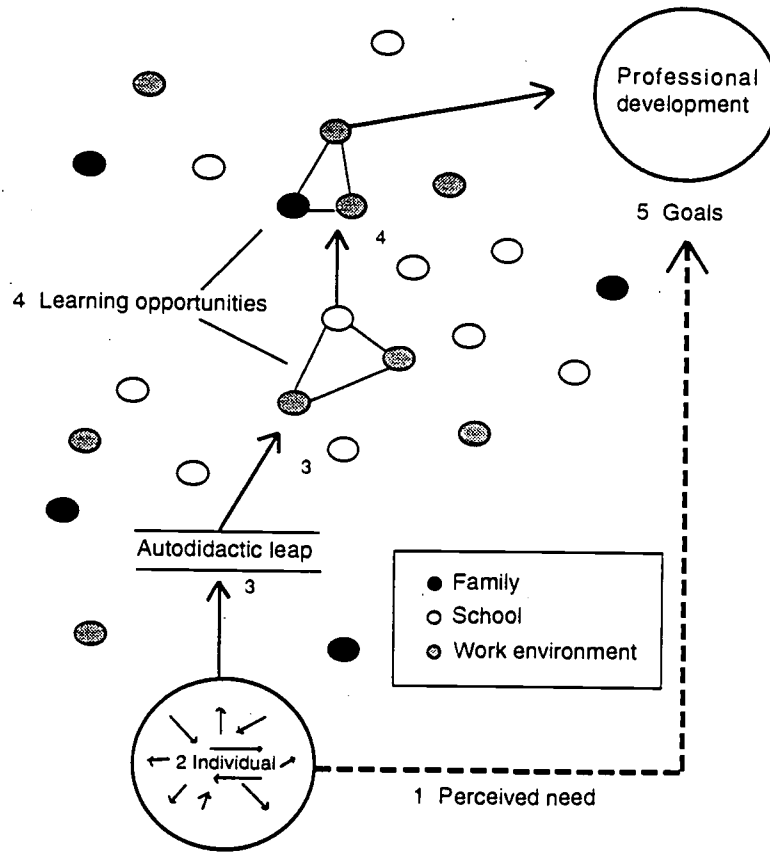 Professional
development
5 Goals
4
4 Learning opportunities
3
Autodidactic leap
3
Family
School
Work environment
2 Individual
1 Perceived need